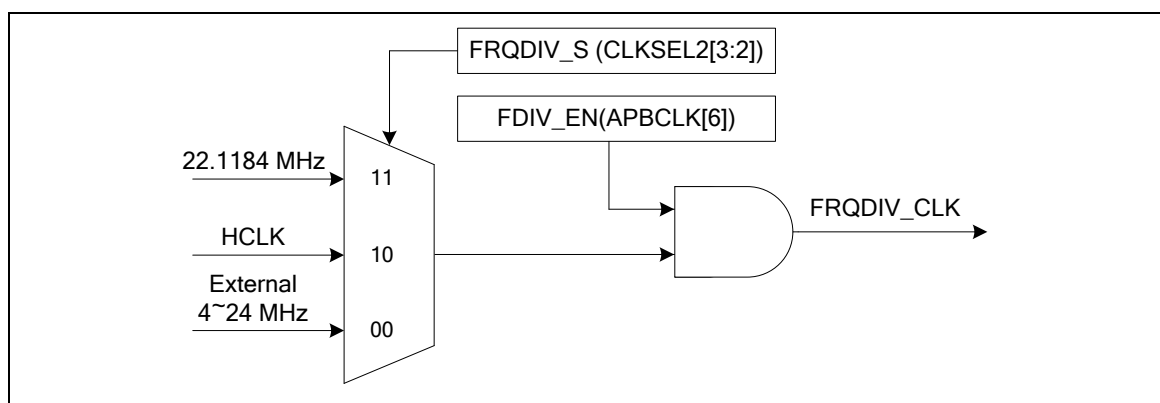 FRQDIV_S (CLKSEL2[3:2])
FDIV_EN(APBCLK[6])
22.1184 MHz
11
FRQDIV_CLK
HCLK
10
External
4~24 MHz
00